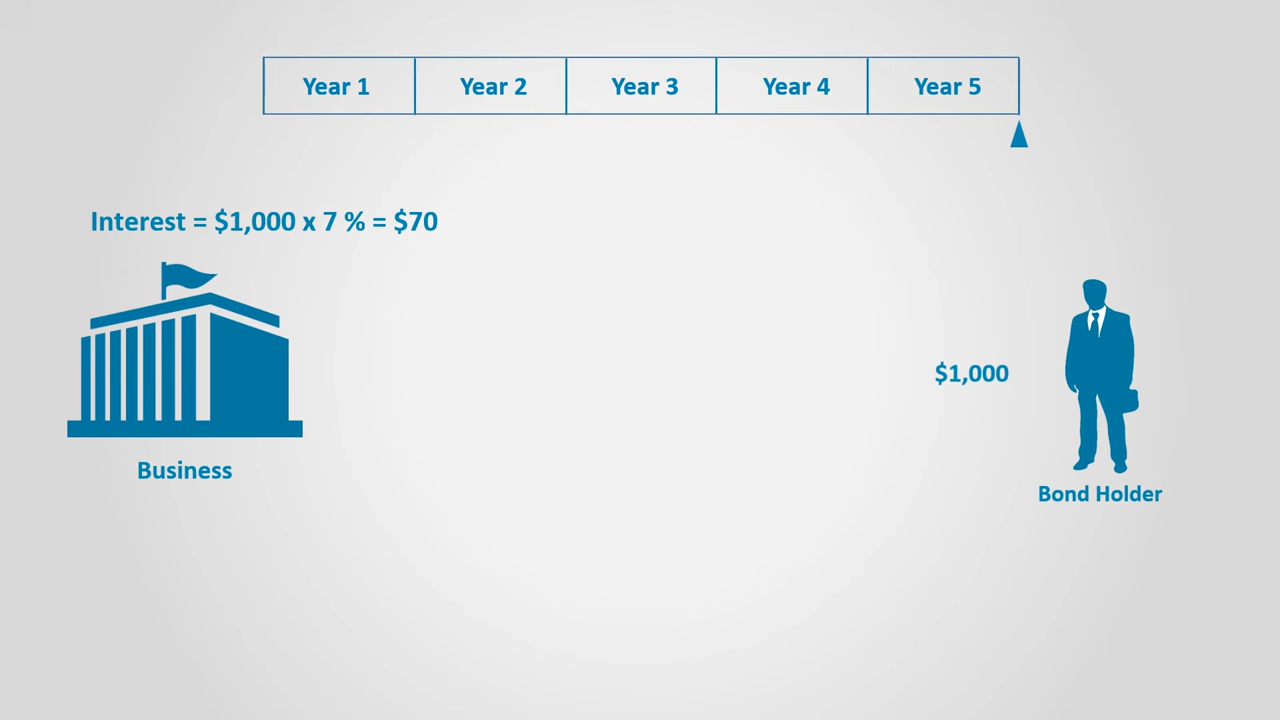 Year 1 Year 2 Year 3 Year 4 Year 5
Interest = $1,000 x 7 % = $70
$1,000
Business
Bond Holder